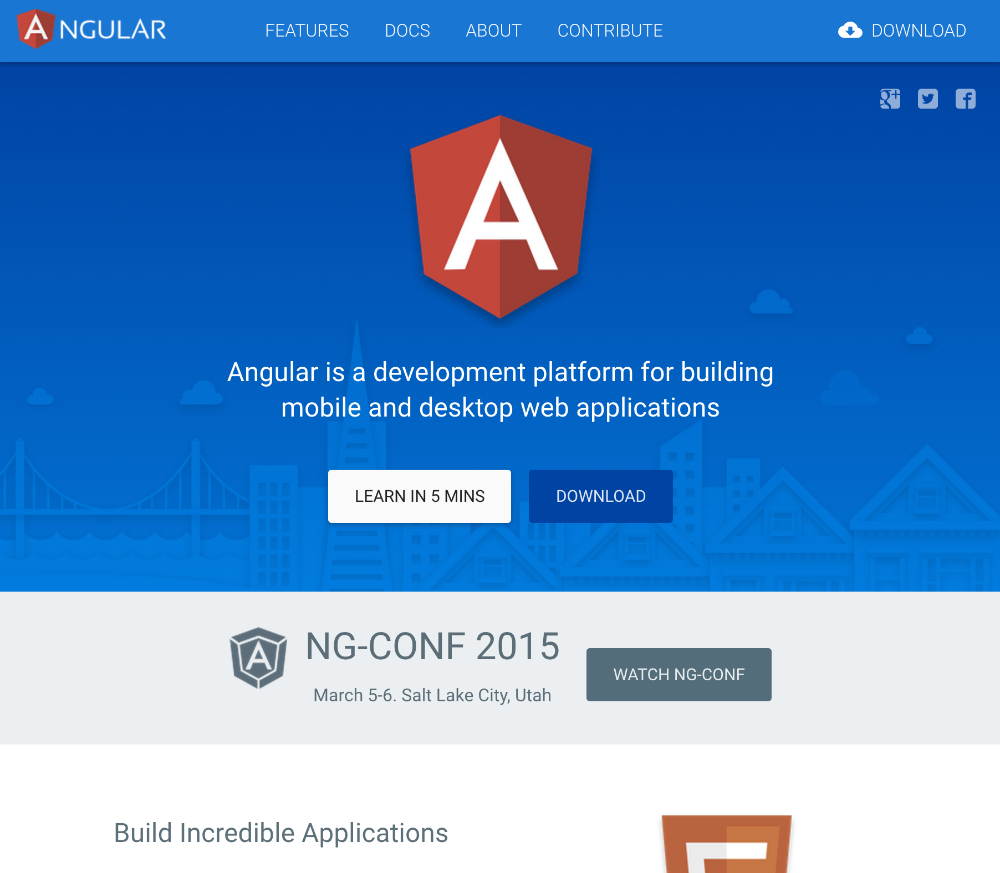 ANGULAR
FEATURES
DOCS
ABOUT
CONTRIBUTE
DOWNLOAD
g+
A
Angular is a development platform for building
mobile and desktop web applications
LEARN IN 5 MINS
DOWNLOAD
A
NG-CONF 2015
March 5-6. Salt Lake City, Utah
WATCH NG-CONF
Build Incredible Applications